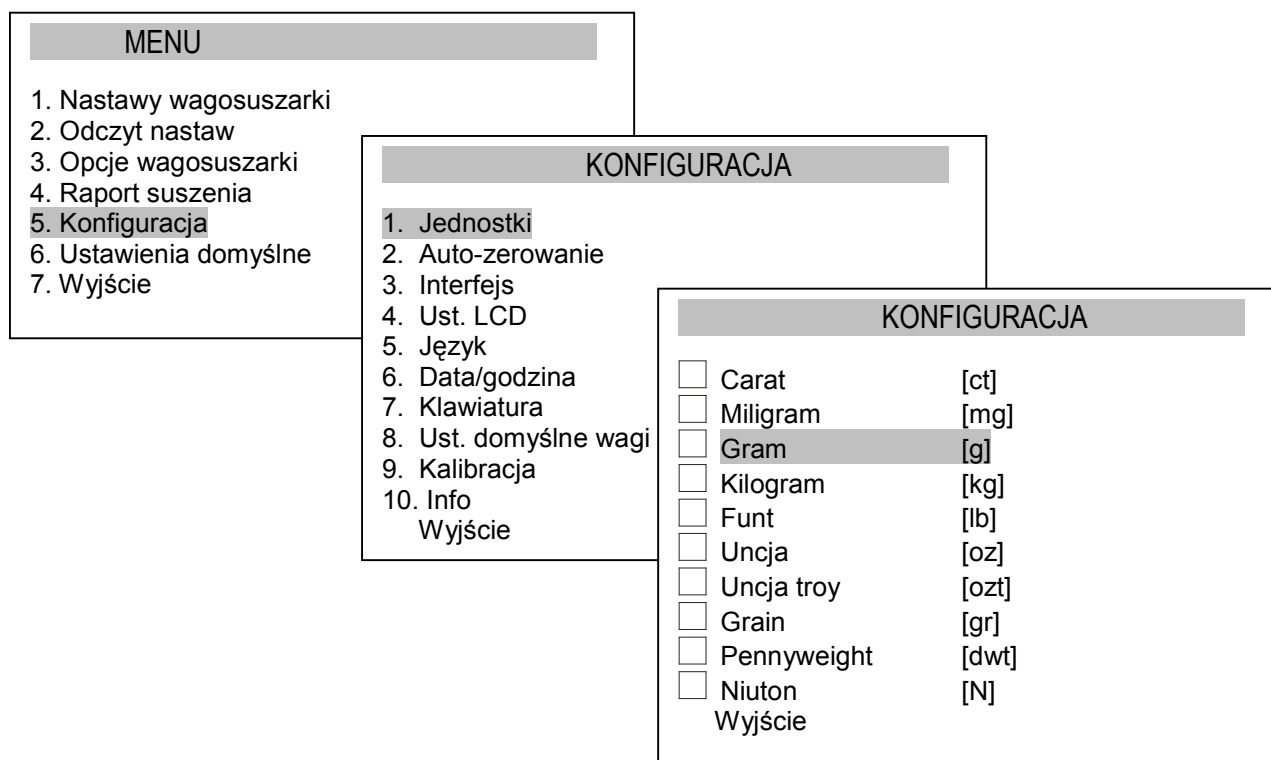 MENU
1. Nastawy wagosuszarki
2. Odczyt nastaw
3. Opcje wagosuszarki
4. Raport suszenia
5. Konfiguracja
6. Ustawienia domyślne
7. Wyjście
KONFIGURACJA
1. Jednostki
2. Auto-zerowanie
3. Interfejs
4. Ust. LCD
5. Język
6. Data/godzina
7. Klawiatura
8. Ust. domyślne wagi
9. Kalibracja
10. Info
Wyjście
KONFIGURACJA
Carat [ct]
Miligram [mg]
Gram [g]
Kilogram [kg]
Funt [lb]
Uncja [oz]
Uncja troy [ozt]
Grain [gr]
Pennyweight [dwt]
Niuton [N]
Wyjście